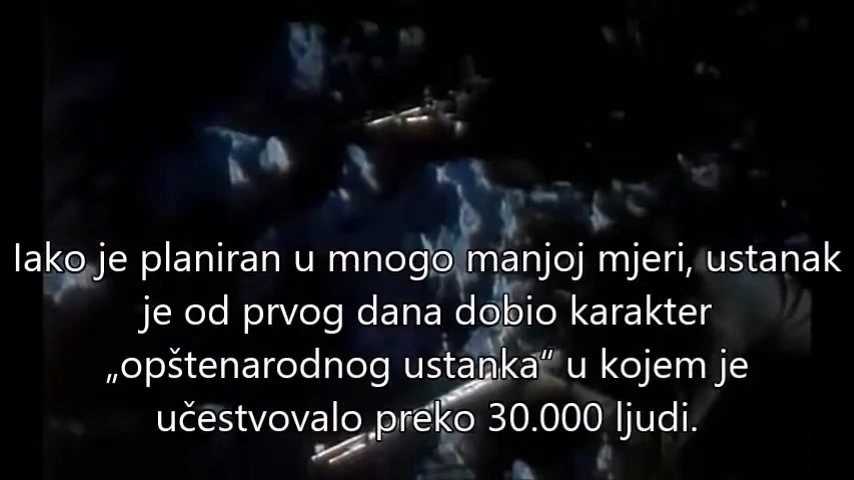 Iako je planiran u mnogo manjoj mjeri, ustanak
je od prvog dana dobio karakter
„opštenarodnog ustanka“ u kojem je
učestvovalo preko 30.000 ljudi.